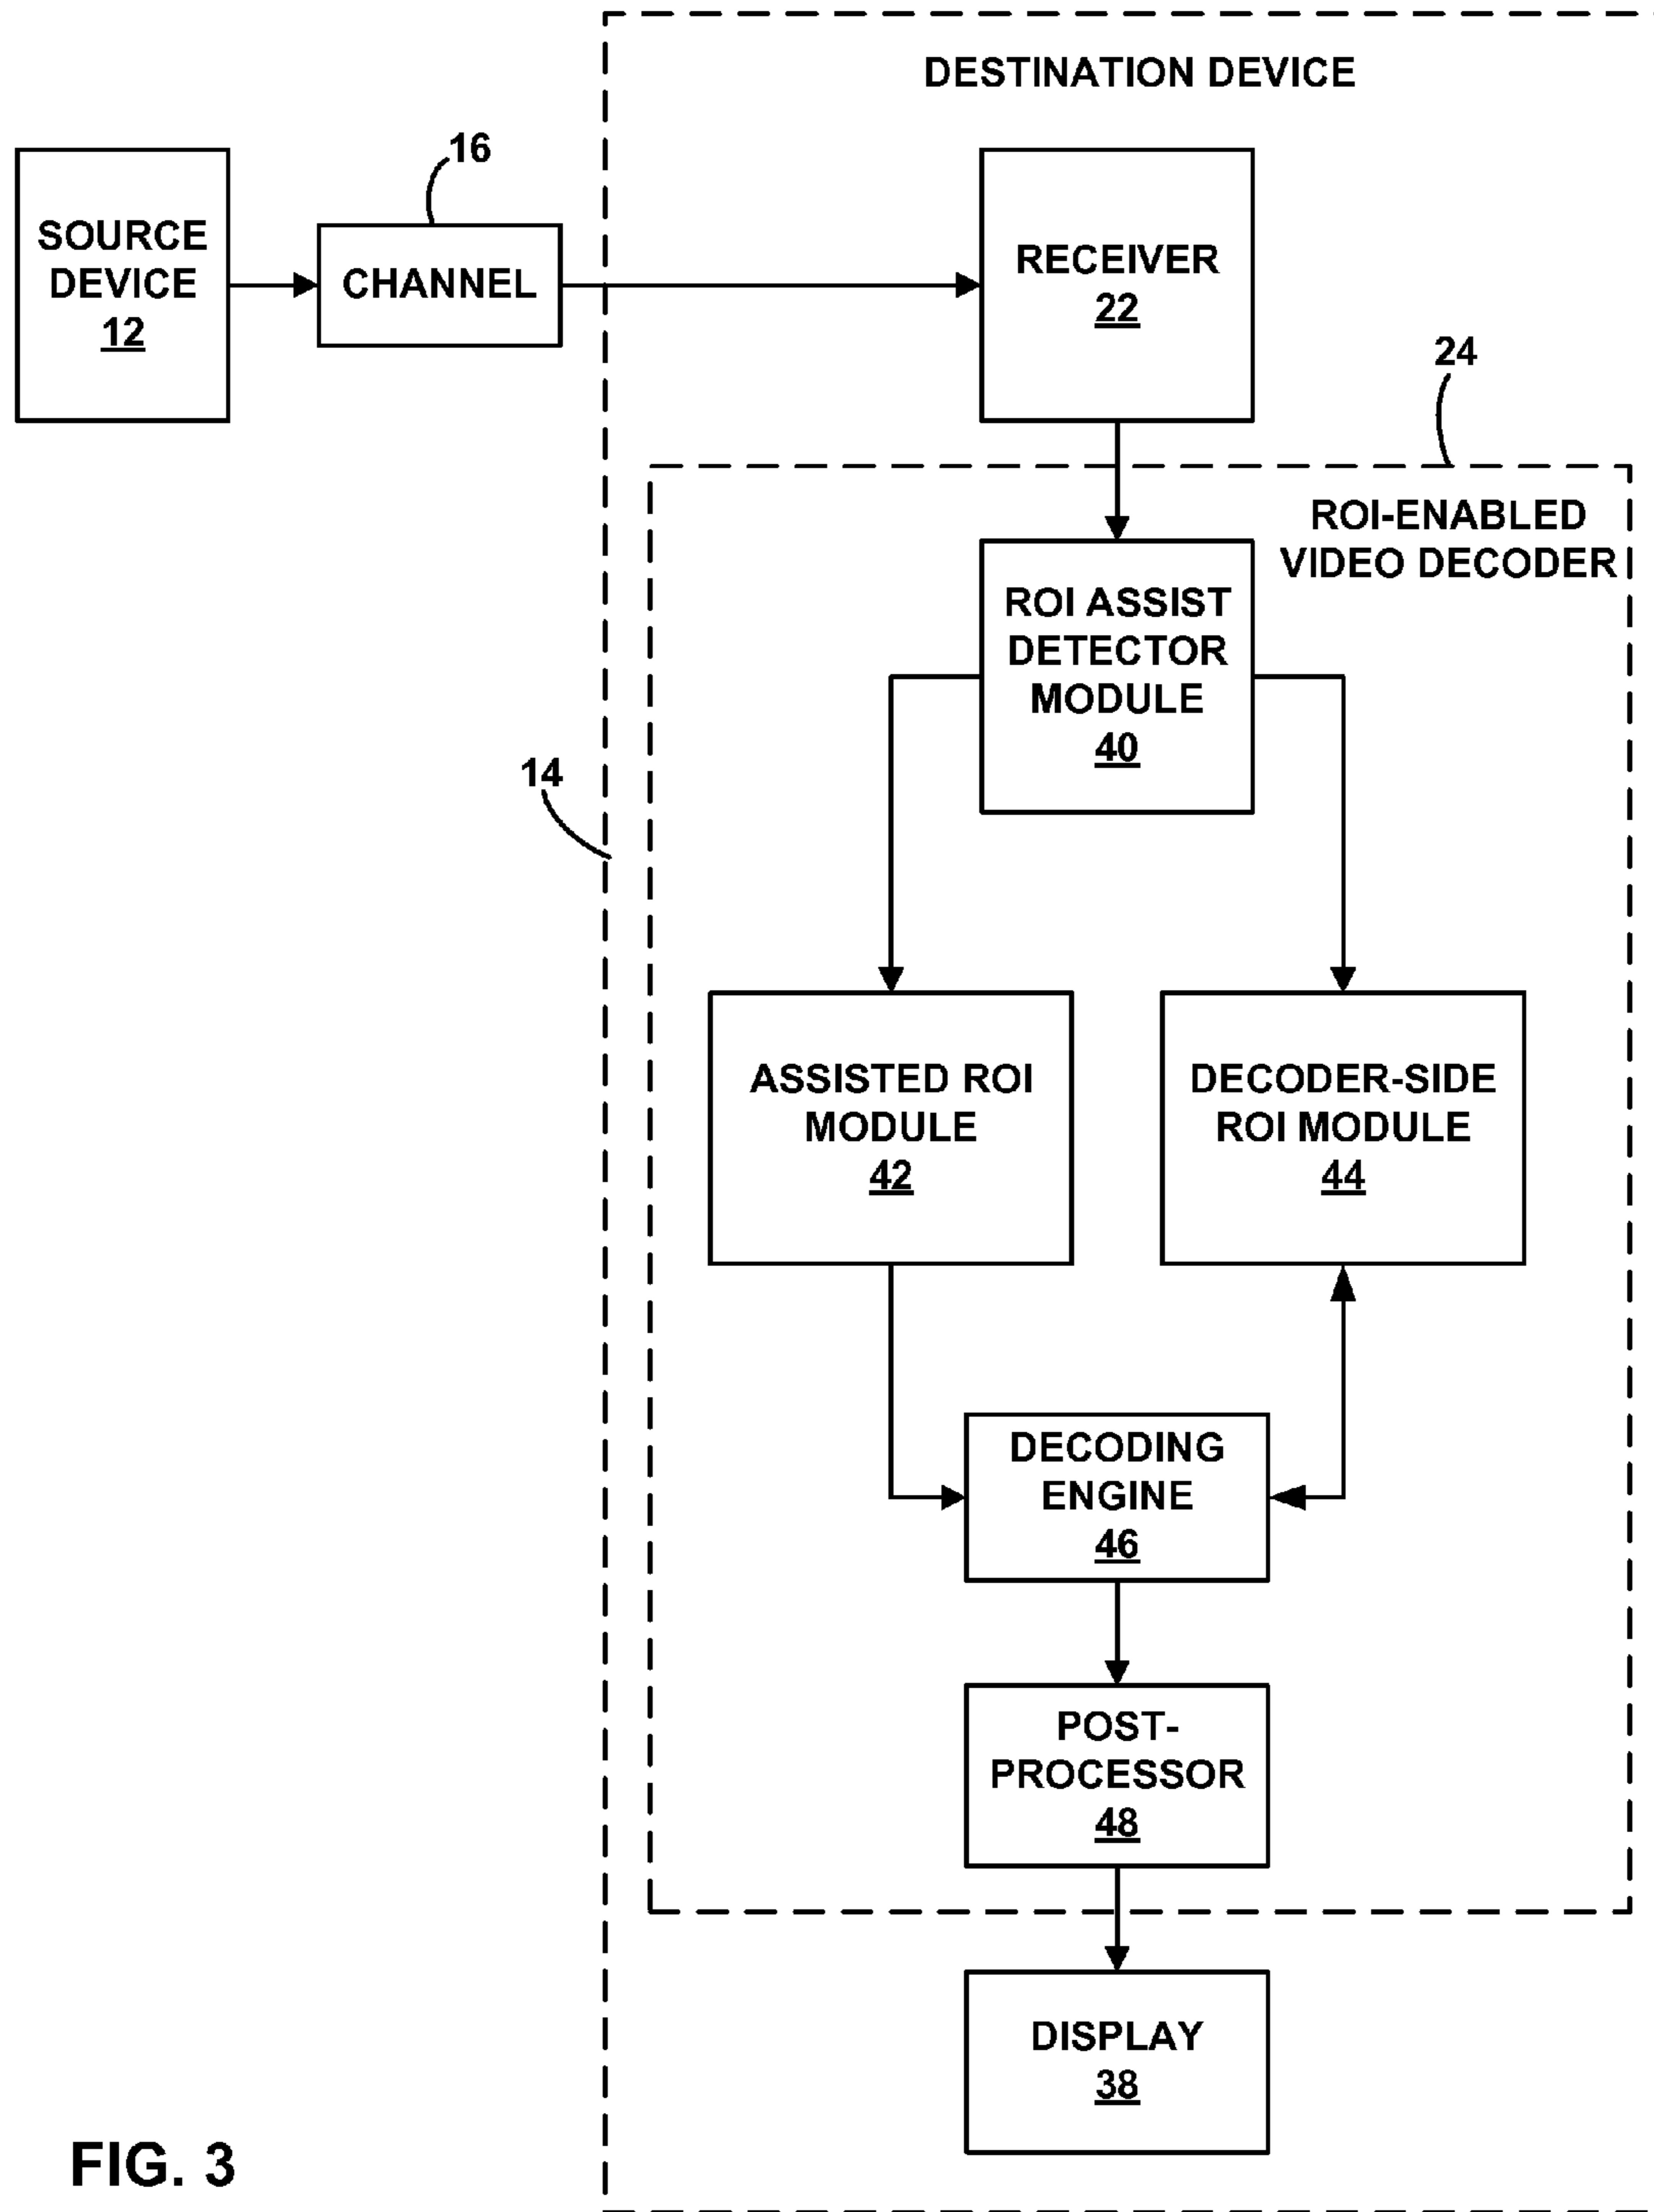 DESTINATION DEVICE
16
SOURCE
DEVICE
12
CHANNEL
RECEIVER
22
24
ROI-ENABLED
VIDEO DECODER
ROI ASSIST
DETECTOR
MODULE
40
14
ASSISTED ROI
MODULE
42
DECODER-SIDE
ROI MODULE
44
DECODING
ENGINE
46
POST-
PROCESSOR
48
DISPLAY
38
FIG. 3